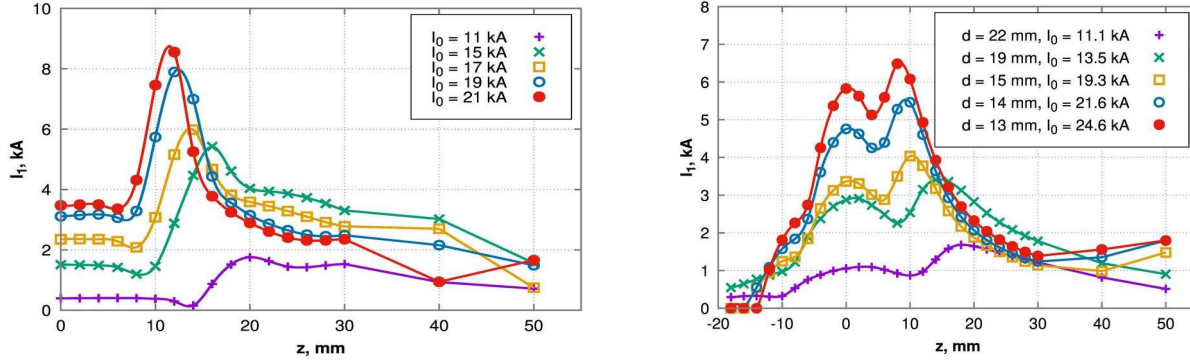 10
8
6
4
2
0
I₁, kA
I₀ = 11 kA
I₀ = 15 kA
I₀ = 17 kA
I₀ = 19 kA
I₀ = 21 kA
0 10 20 30 40 50
z, mm
8
7
6
5
4
3
2
1
0
I₁, kA
d = 22 mm, I₀ = 11.1 kA
d = 19 mm, I₀ = 13.5 kA
d = 15 mm, I₀ = 19.3 kA
d = 14 mm, I₀ = 21.6 kA
d = 13 mm, I₀ = 24.6 kA
-20 -10 0 10 20 30 40 50
z, mm